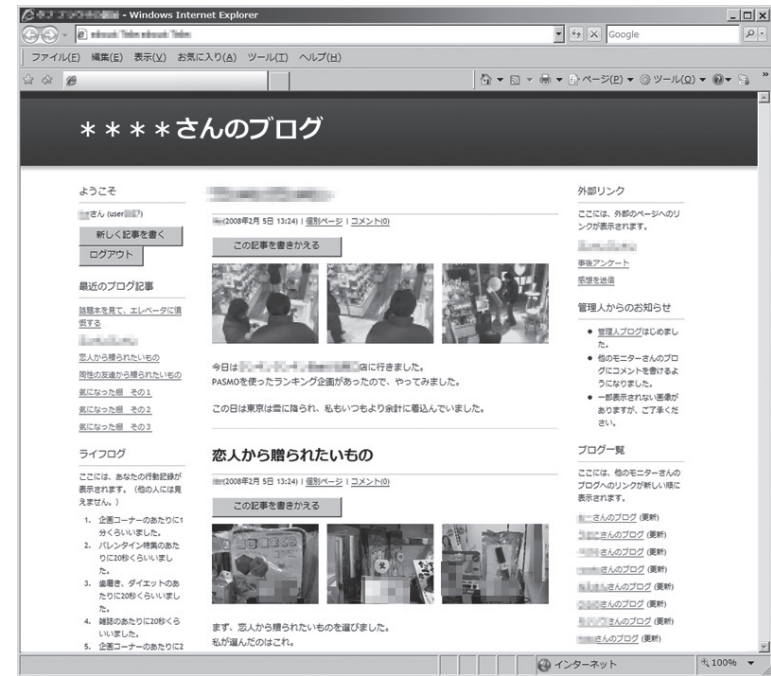 - Windows Internet Explorer
Google
ファイル(F) 編集(E) 表示(V) お気に入り(A) ツール(T) ヘルプ(H)
ページ(P) ツール(O)
＊＊＊＊さんのブログ
ようこそ
さん (user
新しく記事を書く
ログアウト
最近のブログ記事
話題本を見て、エレベータに憤
慨する
恋人から贈られたいもの
同性の友達から贈られたいもの
気になった棚 その1
気になった棚 その2
気になった棚 その3
ライフログ
ここには、あなたの行動記録が
表示されます。（他の人には見
えません。）
1. 企画コーナーのあたりに1
分くらいいました。
2. バレンタイン特集のあた
りに20秒くらいいまし
た。
3. 歯磨き、ダイエットのあ
たりに20秒くらいいまし
た。
4. 雑誌のあたりに20秒くら
いいました。
5. 企画コーナーのあたりに2
(2008年2月 5日 13:24) | 個別ページ | コメント(0)
この記事を書きかえる
今日は
店に行きました。
PASMOを使ったランキング企画があったので、やってみました。
この日は東京は雪に降られ、私もいつもより余計に着込んでいました。
恋人から贈られたいもの
(2008年2月 5日 13:24) | 個別ページ | コメント(0)
この記事を書きかえる
まず、恋人から贈られたいものを選びました。
私が選んだのはこれ。
外部リンク
ここには、外部のページへのリ
ンクが表示されます。
事後アンケート
感想を送信
管理人からのお知らせ
● 管理人ブログはじめまし
た。
● 他のモニターさんのブロ
グにコメントを書けるよ
うになりました。
● 一部表示されない画像が
ありますが、ご了承くだ
さい。
ブログ一覧
ここには、他のモニターさんの
ブログへのリンクが新しい順に
表示されます。
さんのブログ (更新)
さんのブログ (更新)
さんのブログ (更新)
さんのブログ (更新)
さんのブログ (更新)
さんのブログ (更新)
さんのブログ (更新)
さんのブログ (更新)
インターネット
100%